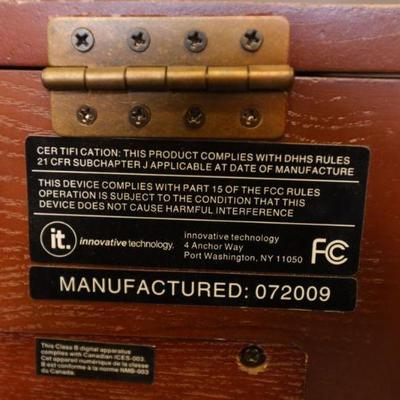 CERTIFICATION: THIS PRODUCT COMPLIES WITH DHHS RULES
21 CFR SUBCHAPTER J APPLICABLE AT DATE OF MANUFACTURE
THIS DEVICE COMPLIES WITH PART 15 OF THE FCC RULES
OPERATION IS SUBJECT TO THE CONDITION THAT THIS
DEVICE DOES NOT CAUSE HARMFUL INTERFERENCE
it.
innovative technology.
innovative technology
4 Anchor Way
Port Washington, NY 11050
FC
MANUFACTURED: 072009
This Class B digital apparatus
complies with Canadian ICES-003.
Cet appareil numérique de la classe
B est conforme à la norme NMB-003
du Canada.